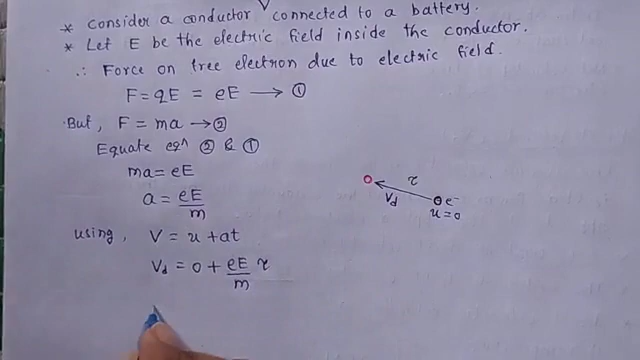 V
* Consider a conductor connected to a battery.
* Let E be the electric field inside the conductor.
∴ Force on free electron due to electric field.
F = qE = eE → ①
But, F = ma → ②
Equate eqⁿ ② & ①
ma = eE
a = eE/m
using, V = u + at
V_d = 0 + eE/m τ
τ
V_d
e⁻
u = 0